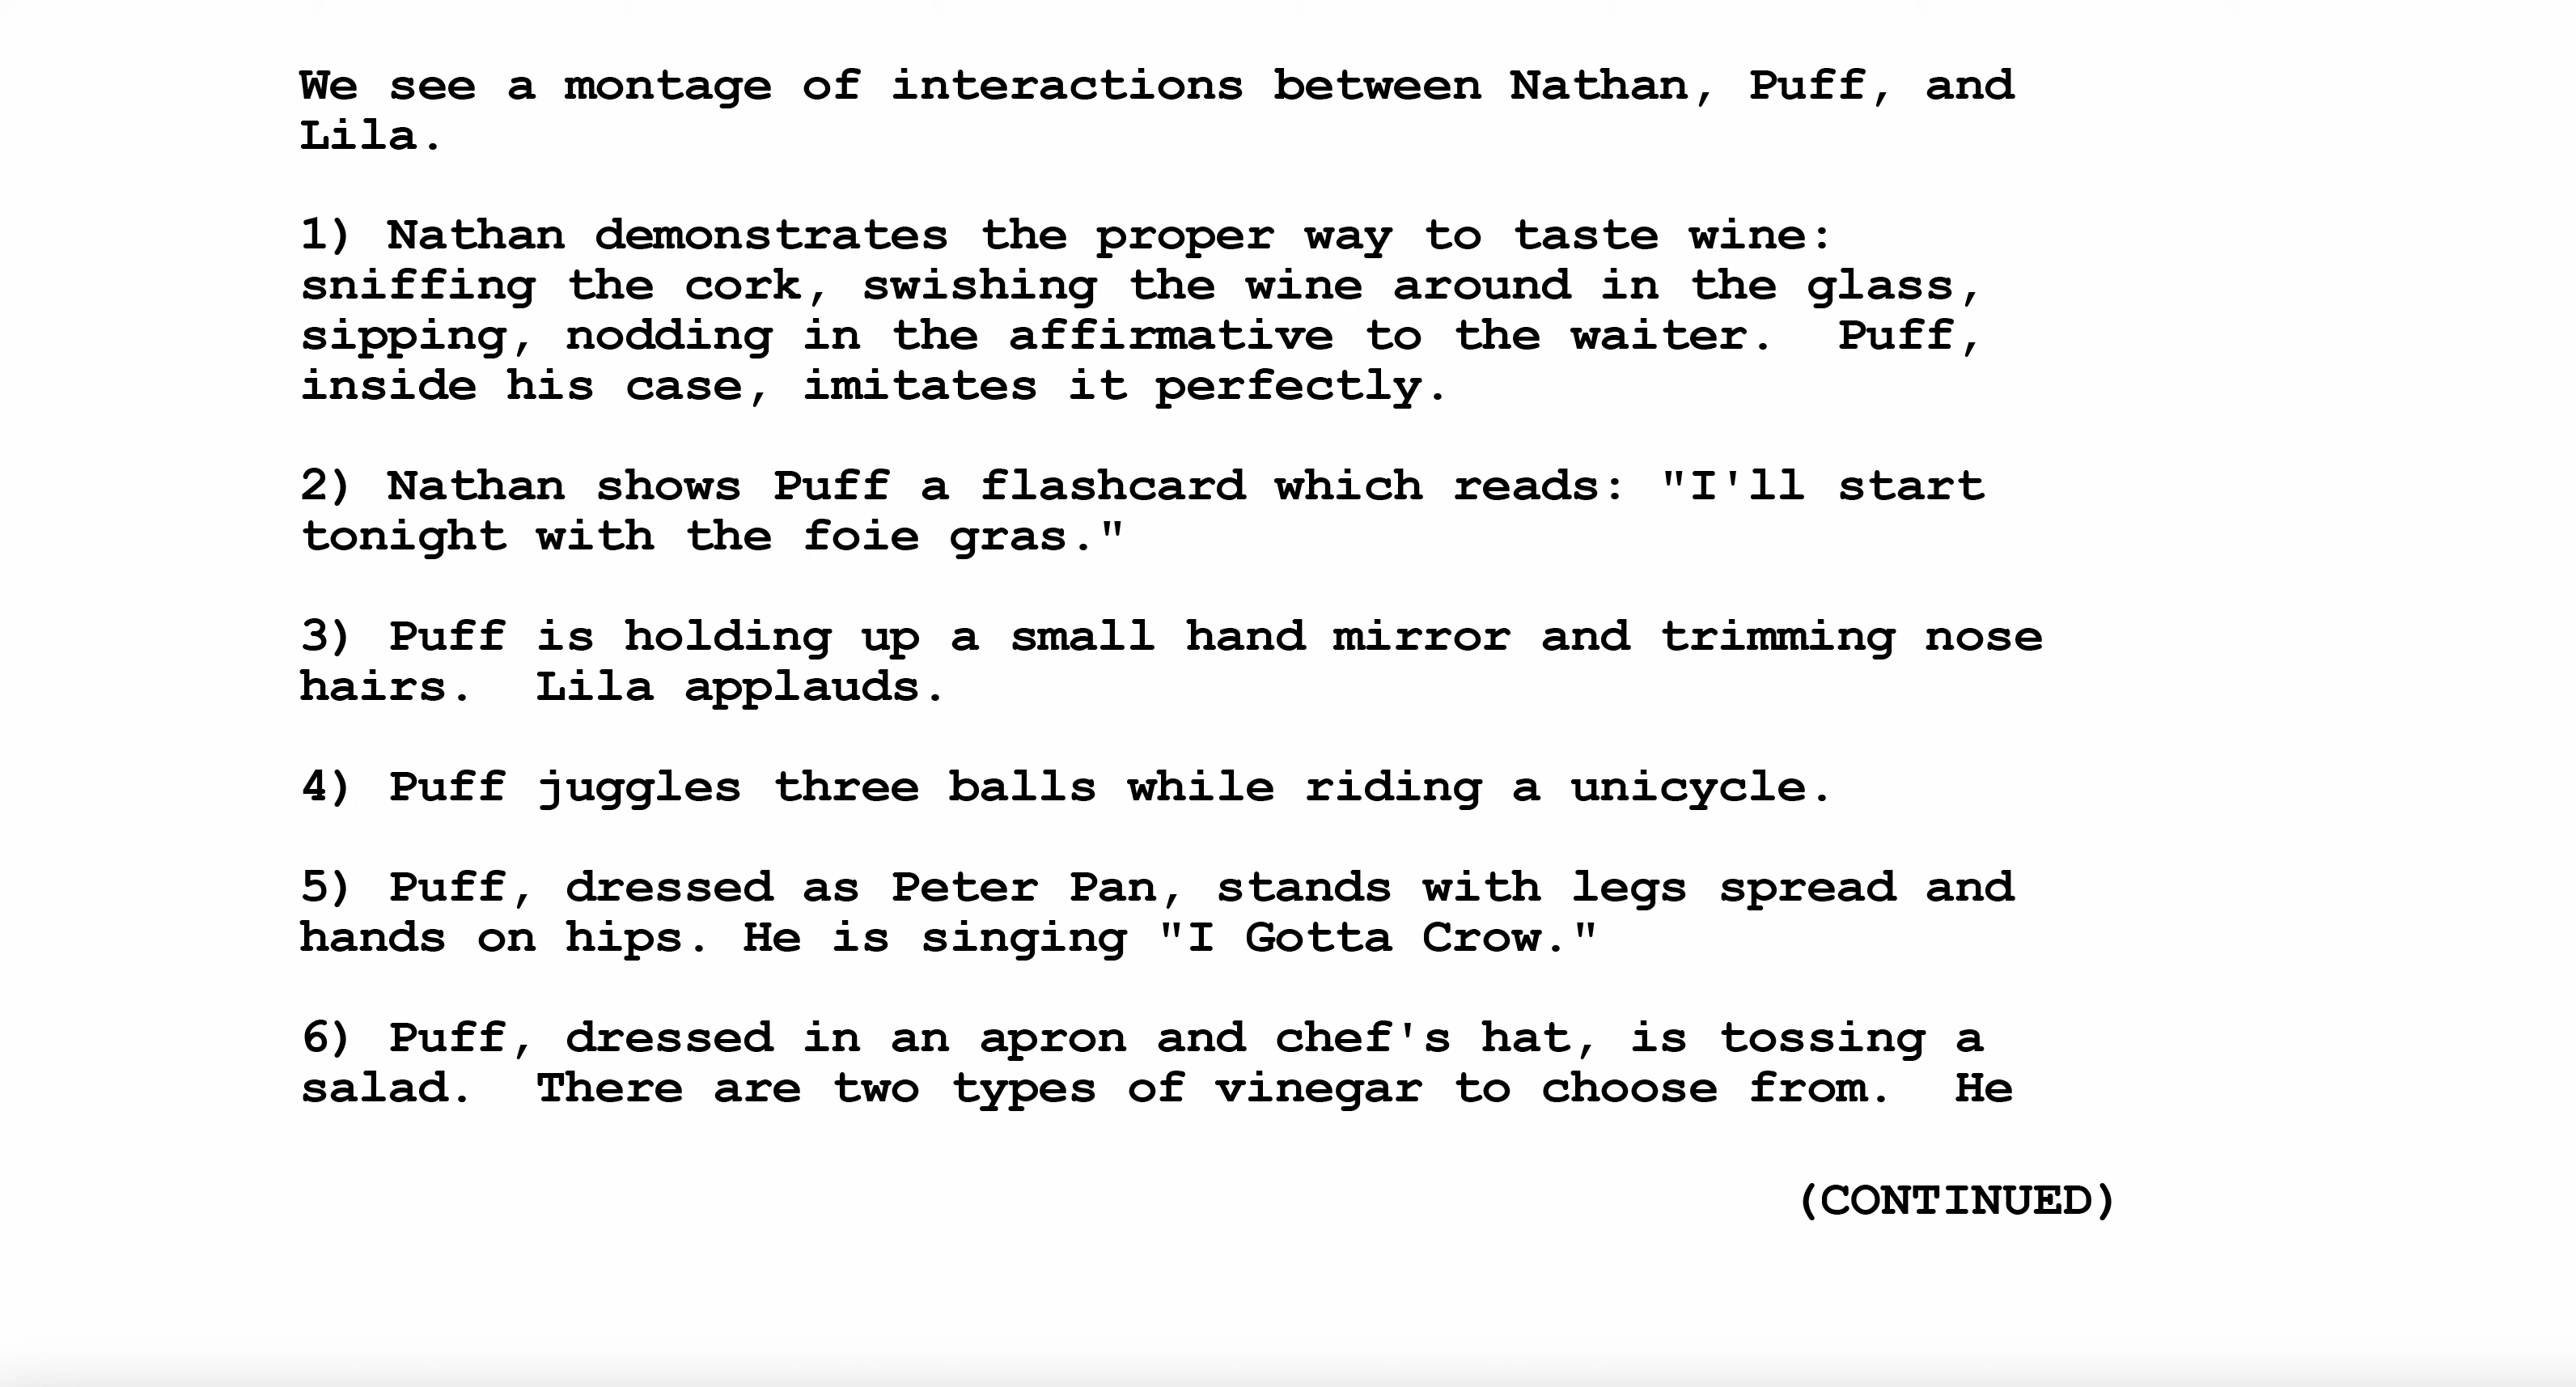 We see a montage of interactions between Nathan, Puff, and
Lila.
1) Nathan demonstrates the proper way to taste wine:
sniffing the cork, swishing the wine around in the glass,
sipping, nodding in the affirmative to the waiter.  Puff,
inside his case, imitates it perfectly.
2) Nathan shows Puff a flashcard which reads: "I'll start
tonight with the foie gras."
3) Puff is holding up a small hand mirror and trimming nose
hairs.  Lila applauds.
4) Puff juggles three balls while riding a unicycle.
5) Puff, dressed as Peter Pan, stands with legs spread and
hands on hips. He is singing "I Gotta Crow."
6) Puff, dressed in an apron and chef's hat, is tossing a
salad.  There are two types of vinegar to choose from.  He
(CONTINUED)